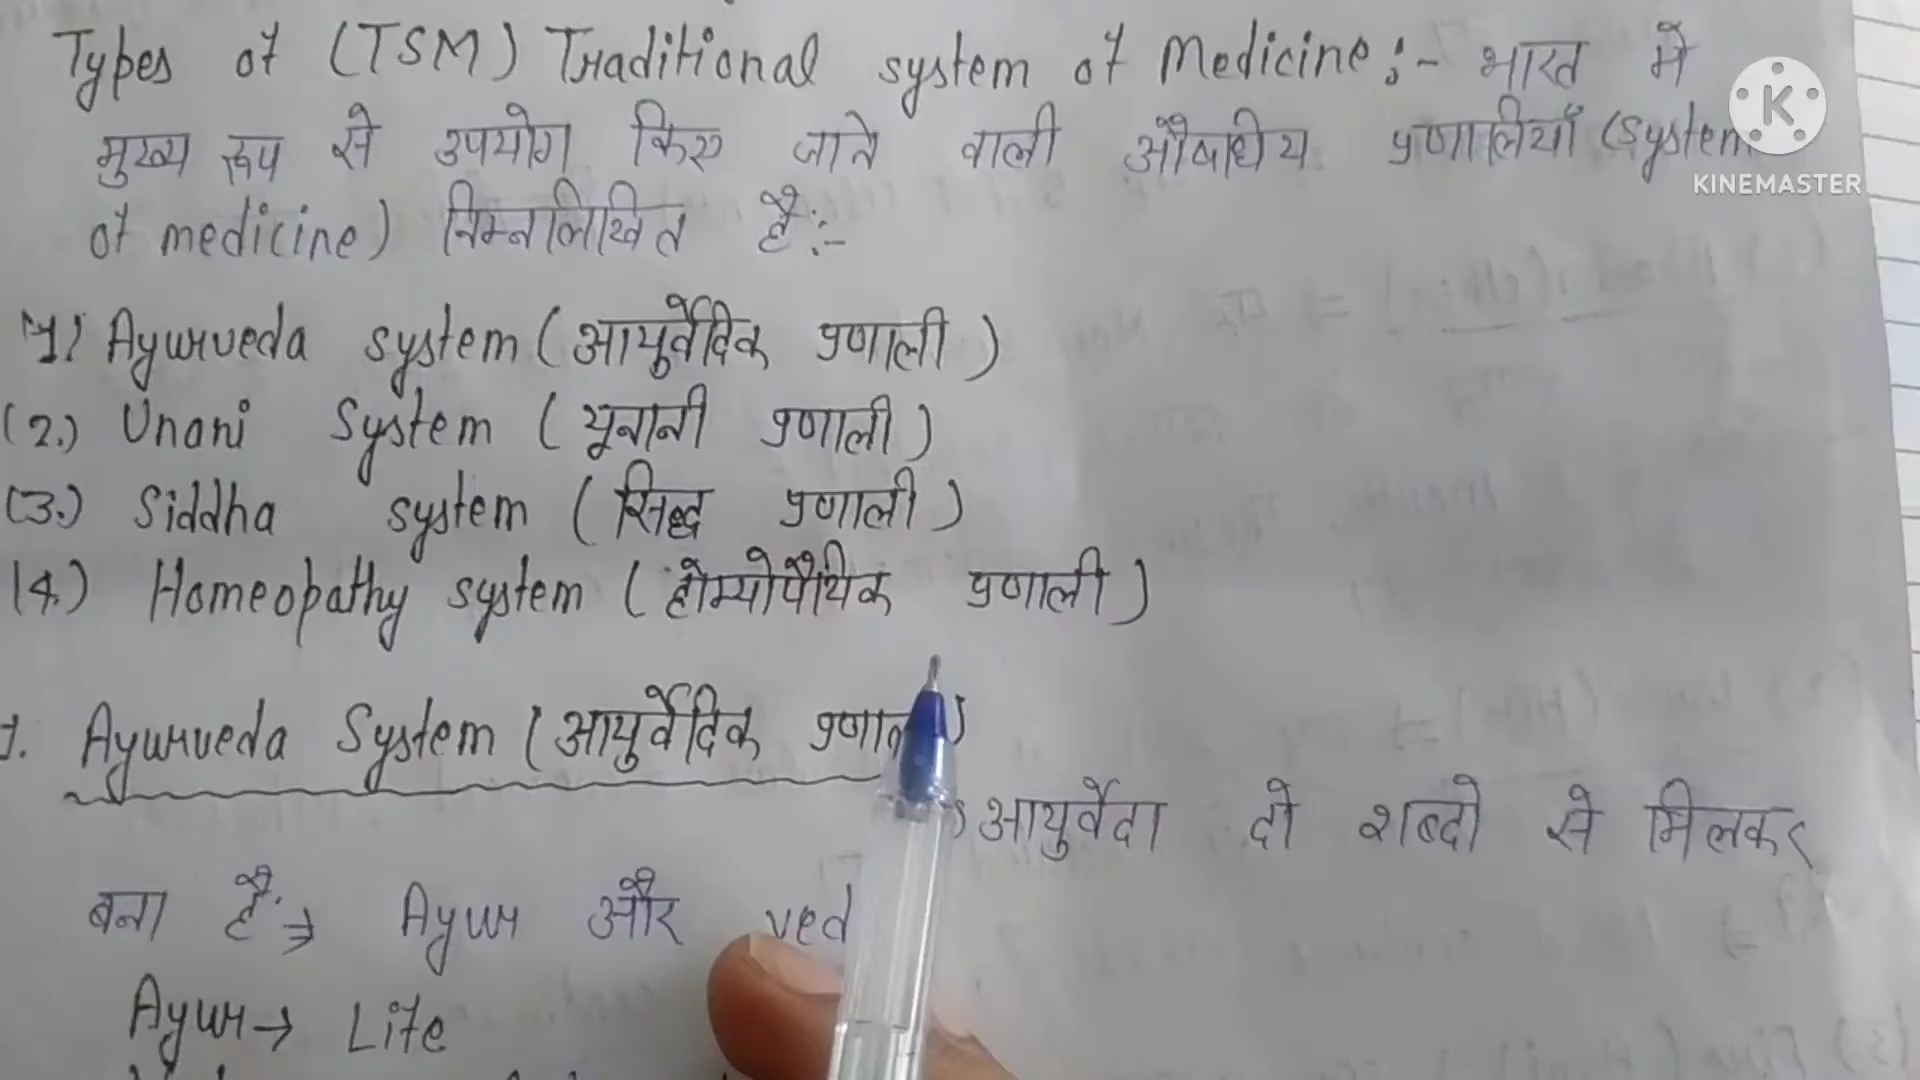 Types of (TSM) Traditional system of Medicine:- भारत में
मुख्य रूप से उपयोग किए जाने वाली औषधीय प्रणालियाँ (system
of medicine) निम्नलिखित है:-
(1) Ayurveda system (आयुर्वेदिक प्रणाली)
(2.) Unani System (यूनानी प्रणाली)
(3.) Siddha system (सिद्ध प्रणाली)
(4.) Homeopathy system (होम्योपैथिक प्रणाली)
1. Ayurveda System (आयुर्वेदिक
आयुर्वेदा दो शब्दो से मिलकर
बना है → Ayur और ved
Ayur → Life
KINEMASTER